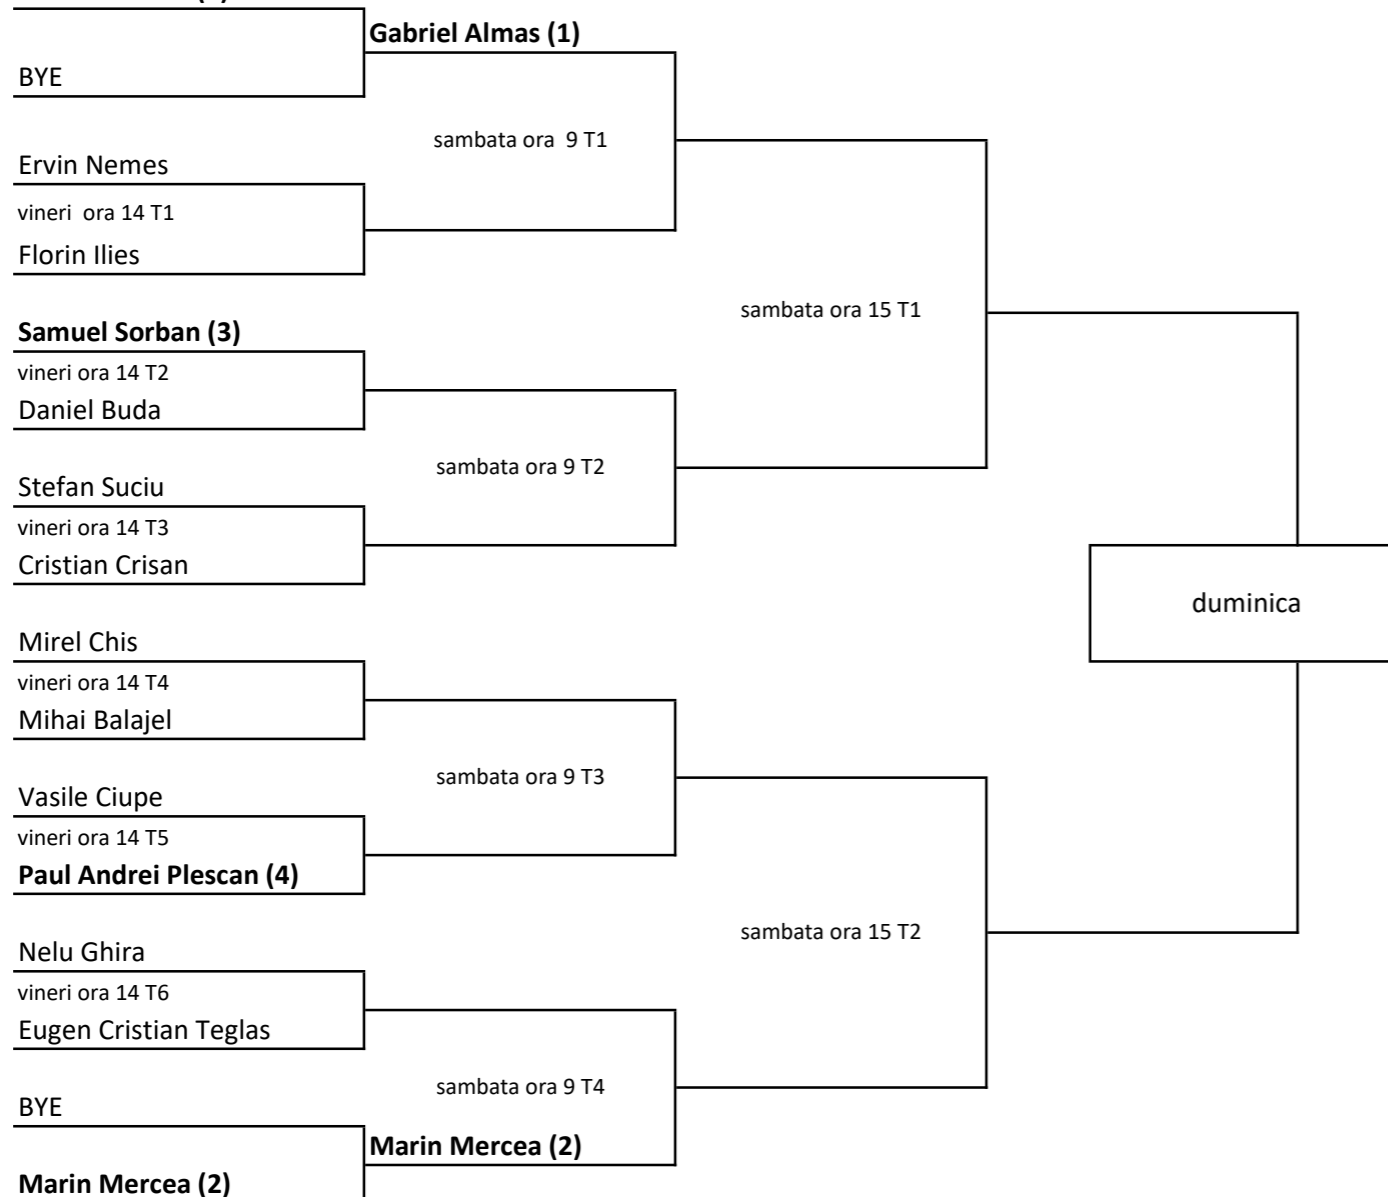 Gabriel Almas (1)
BYE
sambata ora  9 T1
Ervin Nemes
vineri  ora 14 T1
Florin Ilies
sambata ora 15 T1
Samuel Sorban (3)
vineri ora 14 T2
Daniel Buda
sambata ora 9 T2
Stefan Suciu
vineri ora 14 T3
Cristian Crisan
duminica
Mirel Chis
vineri ora 14 T4
Mihai Balajel
sambata ora 9 T3
Vasile Ciupe
vineri ora 14 T5
Paul Andrei Plescan (4)
sambata ora 15 T2
Nelu Ghira
vineri ora 14 T6
Eugen Cristian Teglas
sambata ora 9 T4
BYE
Marin Mercea (2)
Marin Mercea (2)